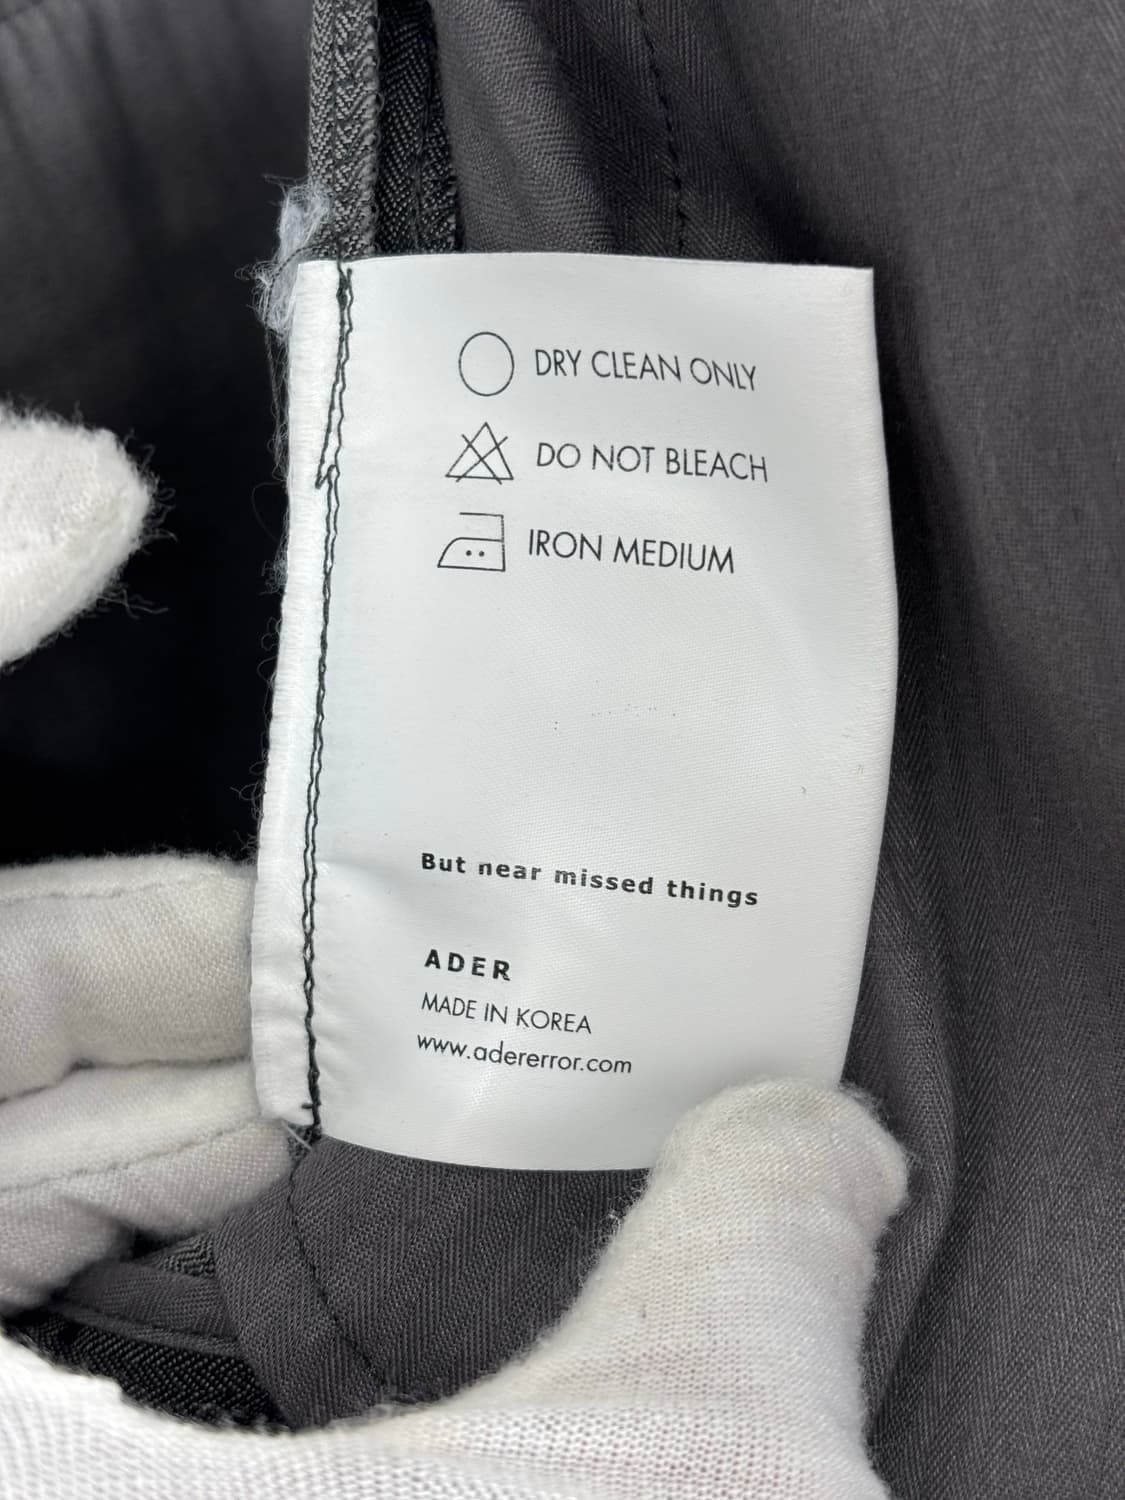 DRY CLEAN ONLY
DO NOT BLEACH
IRON MEDIUM
But near missed things
ADER
MADE IN KOREA
www.adererror.com